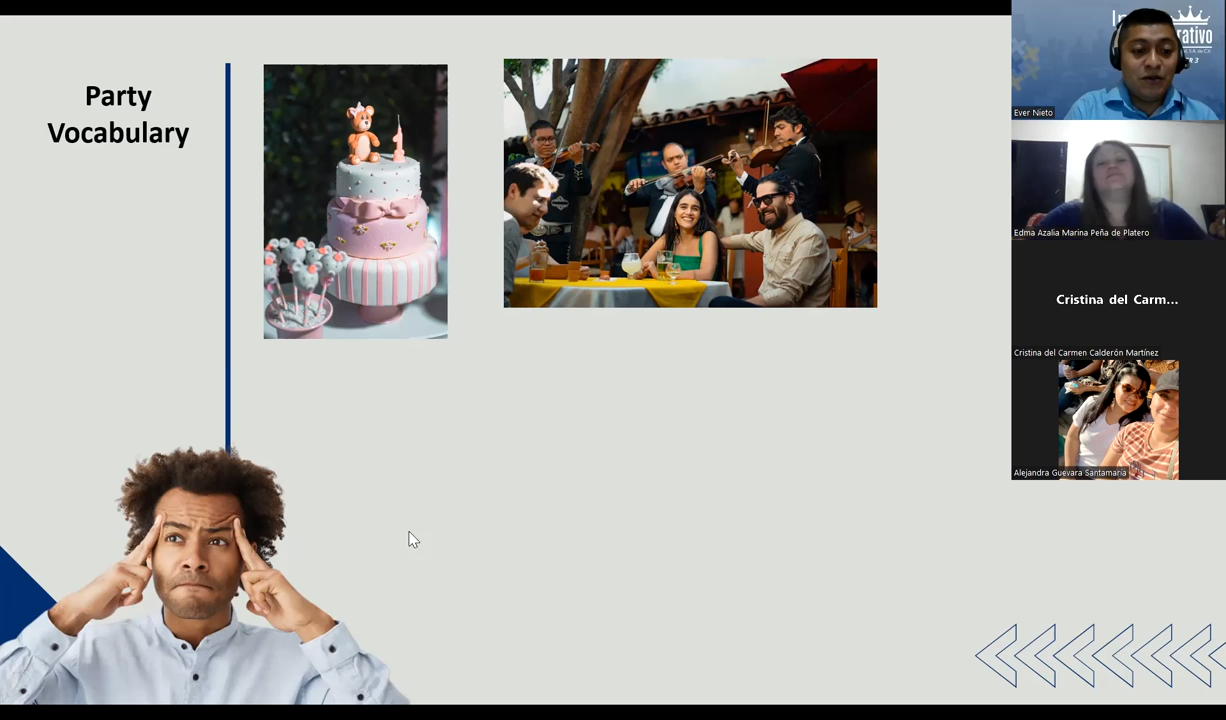 Party
Vocabulary
Ever Nieto
Edma Azalia Marina Peña de Platero
Cristina del Carm...
Cristina del Carmen Calderón Martínez
Alejandra Guevara Santamaría